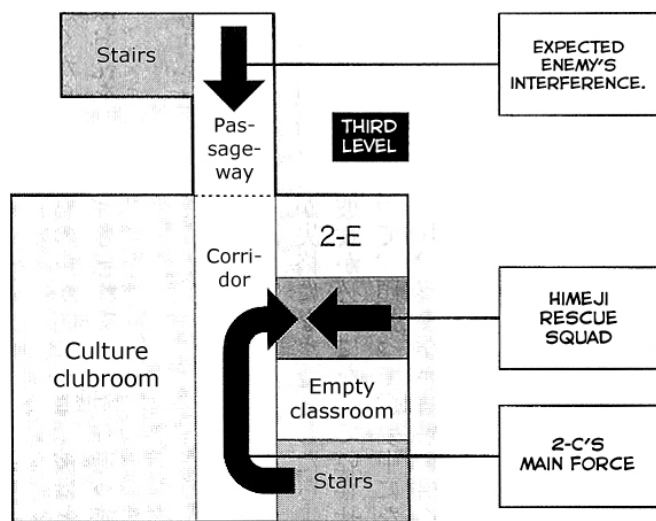 Stairs
EXPECTED
ENEMY'S
INTERFERENCE.
Pas-
sage-
way
THIRD
LEVEL
2-E
Corri-
dor
HIMEJI
RESCUE
SQUAD
Culture
clubroom
Empty
classroom
2-C'S
MAIN FORCE
Stairs